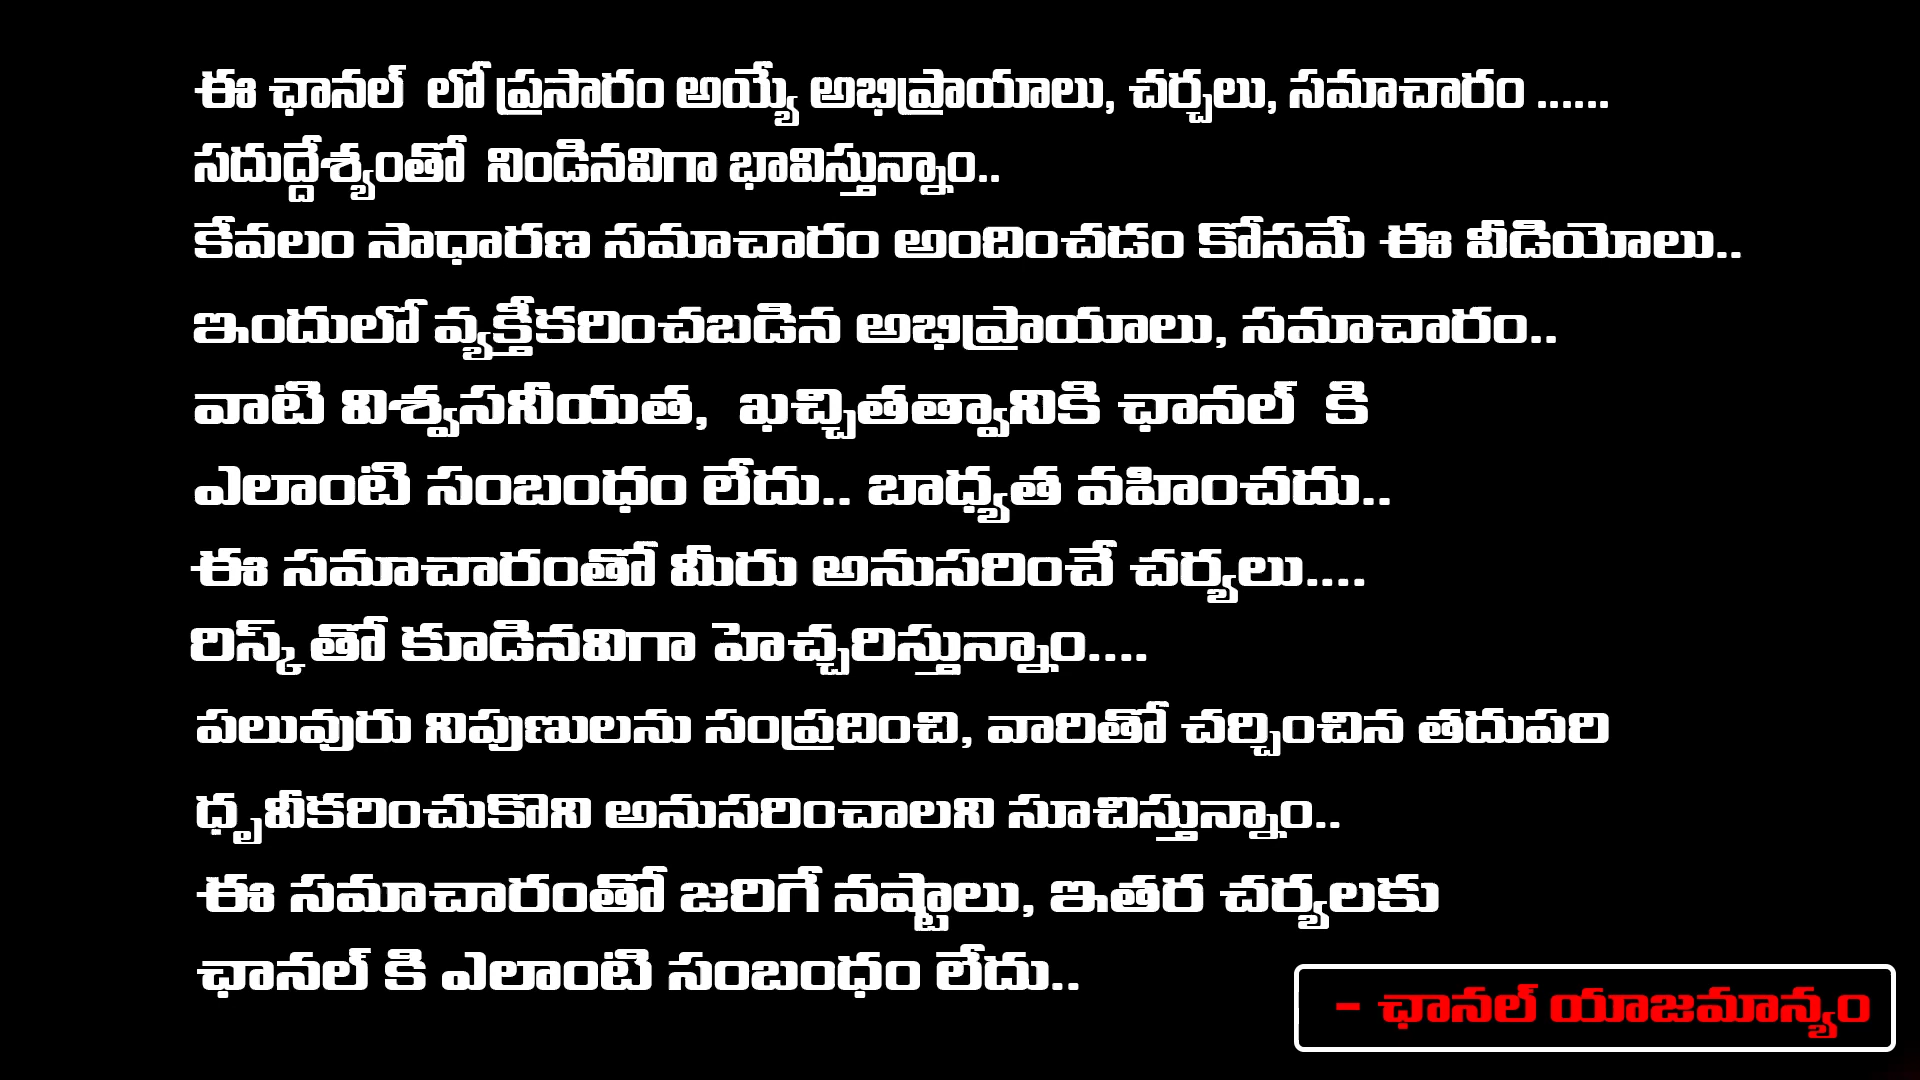 ఈ ఛానల్ లో ప్రసారం అయ్యే అభిప్రాయాలు, చర్చలు, సమాచారం ......
సదుద్దేశ్యంతో నిండినవిగా భావిస్తున్నాం..
కేవలం సాధారణ సమాచారం అందించడం కోసమే ఈ వీడియోలు..
ఇందులో వ్యక్తీకరించబడిన అభిప్రాయాలు, సమాచారం..
వాటి విశ్వసనీయత, ఖచ్చితత్వానికి ఛానల్ కి
ఎలాంటి సంబంధం లేదు.. బాధ్యత వహించదు..
ఈ సమాచారంతో మీరు అనుసరించే చర్యలు....
రిస్క్ తో కూడినవిగా హెచ్చరిస్తున్నాం....
పలువురు నిపుణులను సంప్రదించి, వారితో చర్చించిన తదుపరి
ధృవీకరించుకొని అనుసరించాలని సూచిస్తున్నాం..
ఈ సమాచారంతో జరిగే నష్టాలు, ఇతర చర్యలకు
ఛానల్ కి ఎలాంటి సంబంధం లేదు..
- ఛానల్ యాజమాన్యం